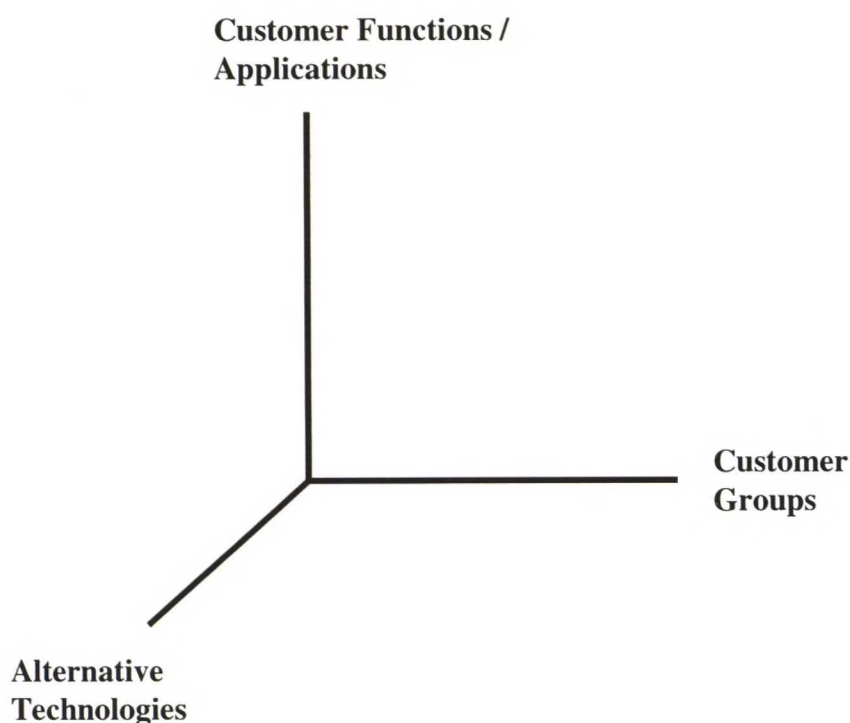 Customer Functions /
Applications
Customer
Groups
Alternative
Technologies